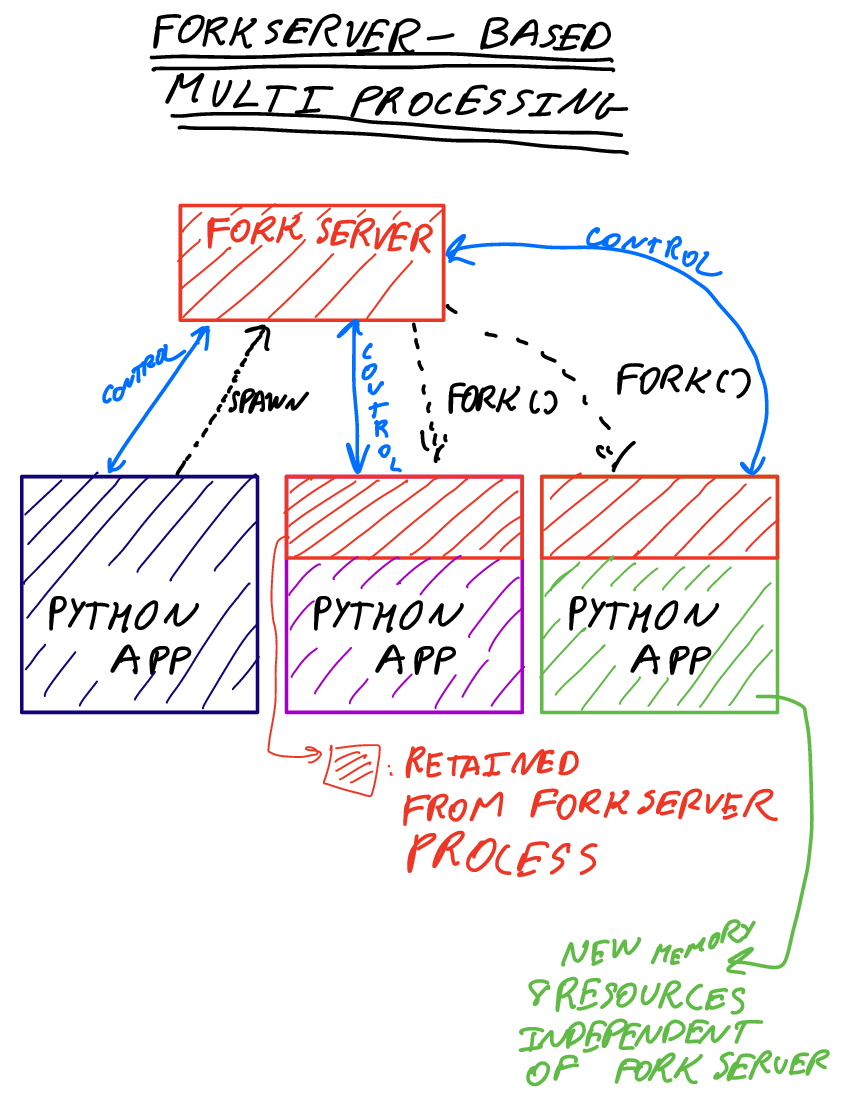 FORKSERVER - BASED
MULTI PROCESSING
FORK SERVER
CONTROL
CONTROL
SPAWN
CONTROL
FORK()
FORK()
PYTHON
APP
PYTHON
APP
PYTHON
APP
: RETAINED
FROM FORKSERVER
PROCESS
NEW MEMORY
& RESOURCES
INDEPENDENT
OF FORK SERVER